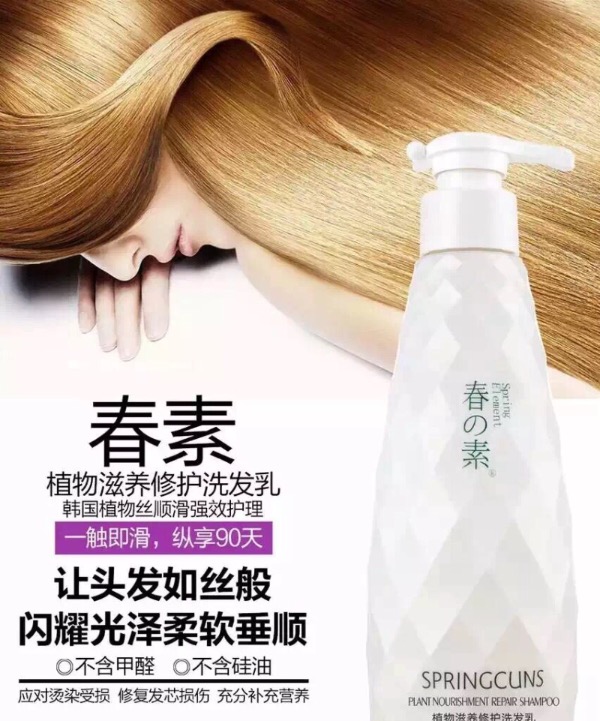 春素
植物滋养修护洗发乳
韩国植物丝顺滑强效护理
一触即滑，纵享90天
让头发如丝般
闪耀光泽柔软垂顺
◎不含甲醛 ◎不含硅油
应对烫染受损 修复发芯损伤 充分补充营养
Spring
Element
春の素
SPRINGCUNS
PLANT NOURISHMENT REPAIR SHAMPOO
植物滋养修护洗发乳